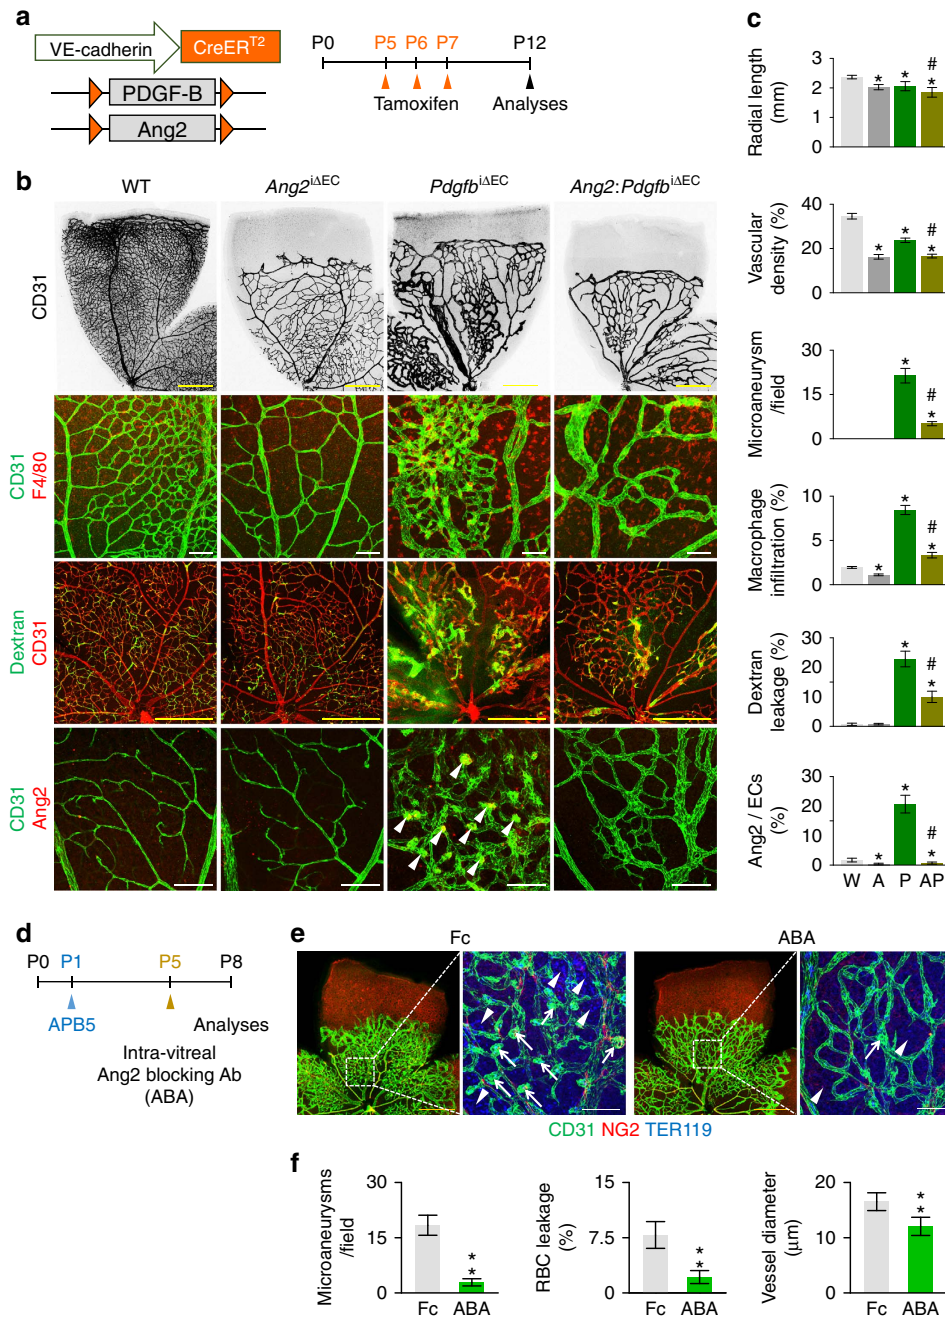 a
VE-cadherin
CreERT2
PDGF-B
Ang2
P0 P5 P6 P7 P12
Tamoxifen
Analyses
b
WT Ang2iΔEC PdgfbiΔEC Ang2:PdgfbiΔEC
CD31
CD31
F4/80
Dextran
CD31
CD31
Ang2
c
Radial length
(mm)
3
2
1
0
*
*
#
*
Vascular
density (%)
40
20
0
*
*
#
*
Microaneurysm
/field
30
15
0
*
#
*
Macrophage
infiltration (%)
10
5
0
*
*
#
*
Dextran
leakage (%)
30
10
0
*
#
*
Ang2 / ECs
(%)
30
10
0
*
*
#
*
W A P AP
d
P0 P1 P5 P8
APB5
Analyses
Intra-vitreal
Ang2 blocking Ab
(ABA)
e
Fc ABA
CD31 NG2 TER119
f
Microaneurysms
/field
30
15
0
*
*
Fc ABA
RBC leakage
(%)
15
7.5
0
*
*
Fc ABA
Vessel diameter
(μm)
20
10
0
*
*
Fc ABA